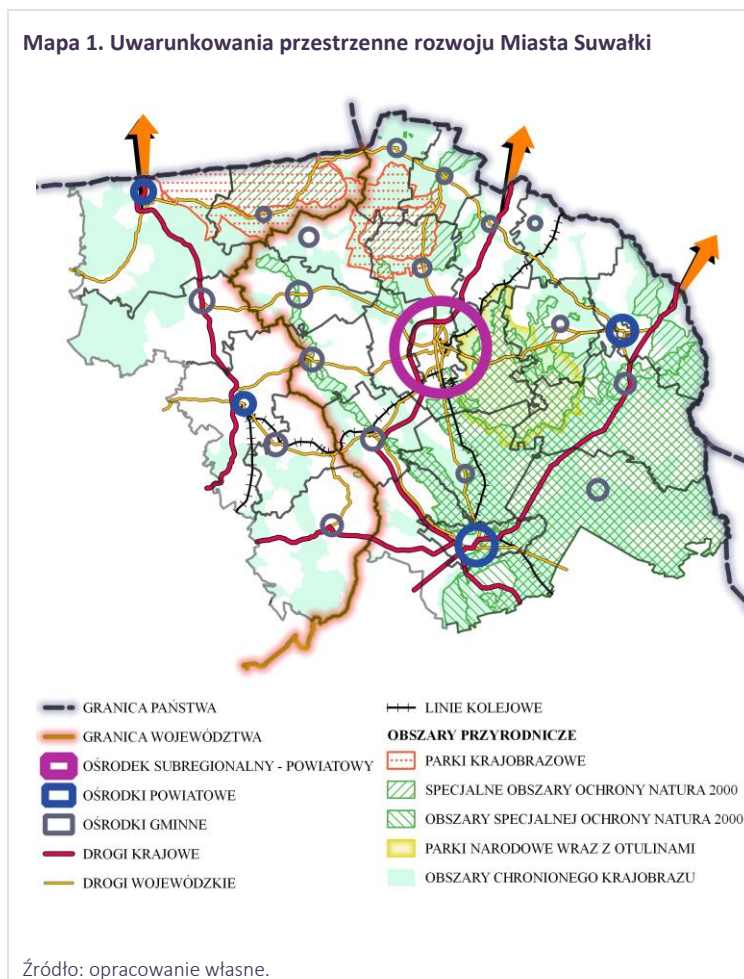 Mapa 1. Uwarunkowania przestrzenne rozwoju Miasta Suwałki
GRANICA PAŃSTWA
GRANICA WOJEWÓDZTWA
OŚRODEK SUBREGIONALNY - POWIATOWY
OŚRODKI POWIATOWE
OŚRODKI GMINNE
DROGI KRAJOWE
DROGI WOJEWÓDZKIE
LINIE KOLEJOWE
OBSZARY PRZYRODNICZE
PARKI KRAJOBRAZOWE
SPECJALNE OBSZARY OCHRONY NATURA 2000
OBSZARY SPECJALNEJ OCHRONY NATURA 2000
PARKI NARODOWE WRAZ Z OTULINAMI
OBSZARY CHRONIONEGO KRAJOBRAZU
Źródło: opracowanie własne.